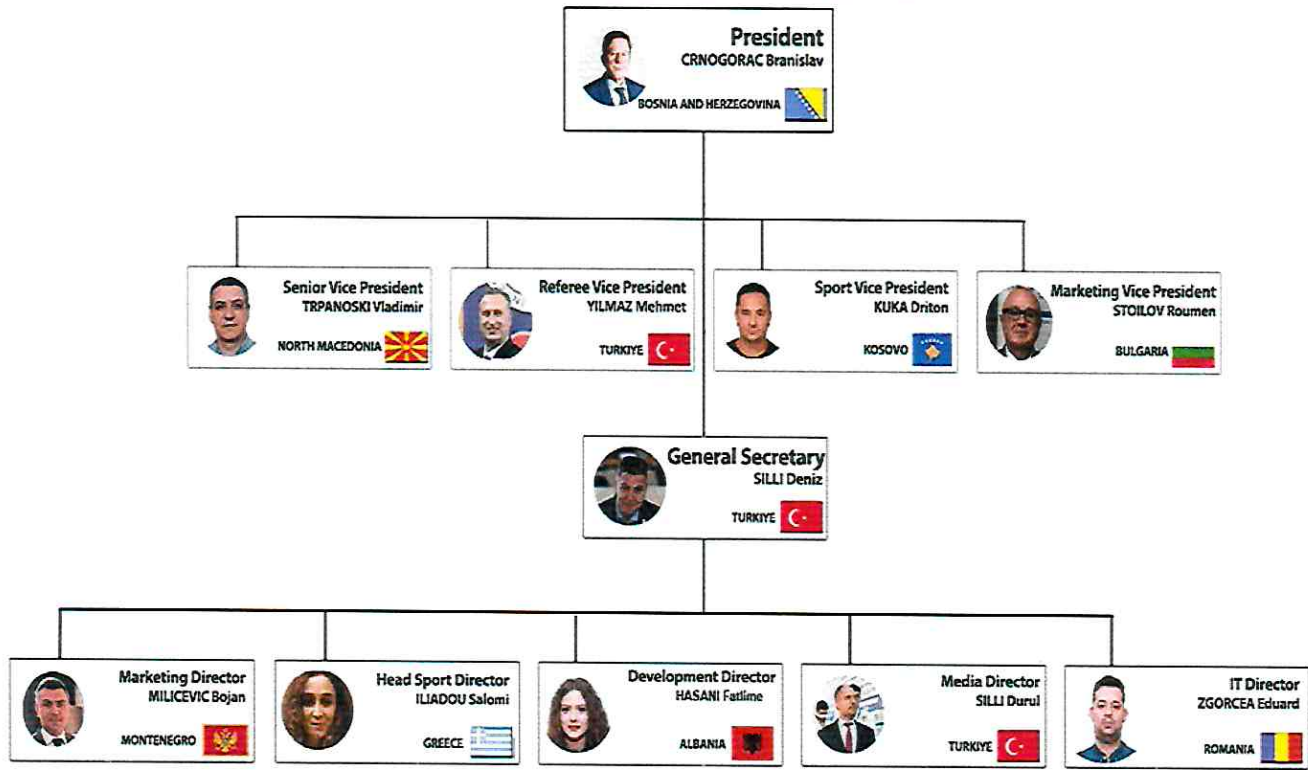 President
CRNOGORAC Branislav
BOSNIA AND HERZEGOVINA
Senior Vice President
TRPANOSKI Vladimir
NORTH MACEDONIA
Referee Vice President
YILMAZ Mehmet
TURKIYE
Sport Vice President
KUKA Driton
KOSOVO
Marketing Vice President
STOILOV Roumen
BULGARIA
General Secretary
SILLI Deniz
TURKIYE
Marketing Director
MILICEVIC Bojan
MONTENEGRO
Head Sport Director
ILIADOU Salomi
GREECE
Development Director
HASANI Fatlime
ALBANIA
Media Director
SILLI Durul
TURKIYE
IT Director
ZGORCEA Eduard
ROMANIA